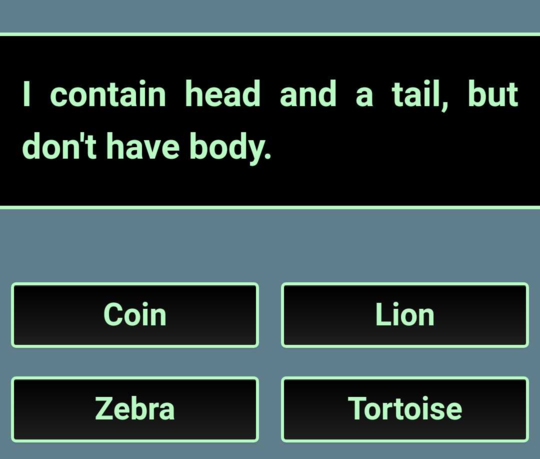 I contain head and a tail, but
don't have body.
Coin
Lion
Zebra
Tortoise